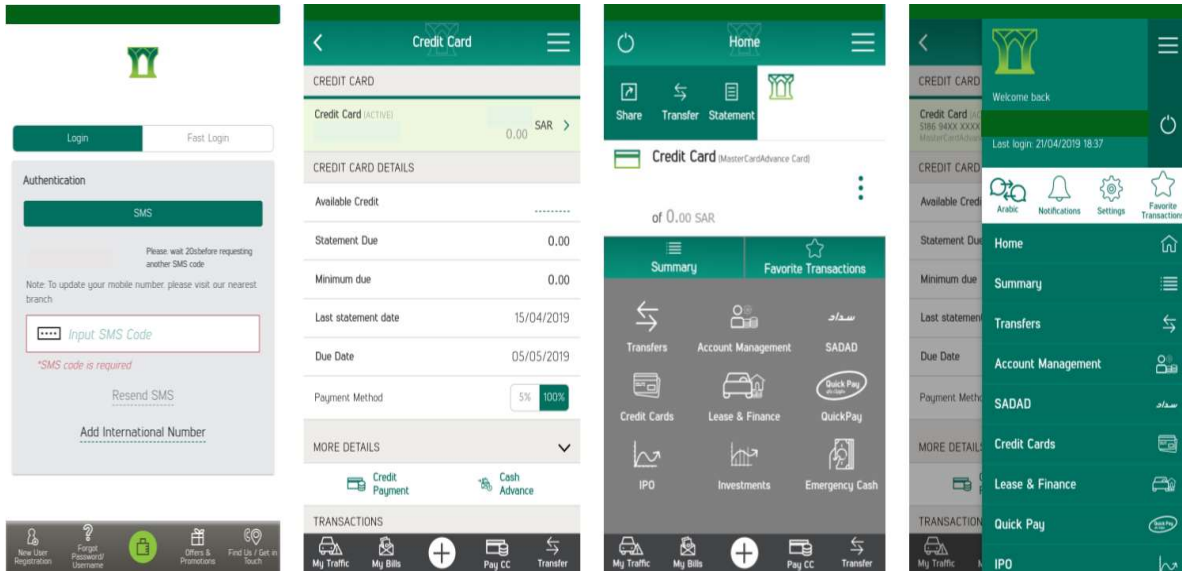 Login Fast Login
Authentication
SMS
Please. wait 20sbefore requesting
another SMS code
Note: To update your mobile number, please visit our nearest
branch
Input SMS Code
*SMS code is required
Resend SMS
Add International Number
New User
Registration
Forgot
Password/
Username
Offers &
Promotions
Find Us / Get in
Touch
Credit Card
CREDIT CARD
Credit Card (ACTIVE)
0.00 SAR
CREDIT CARD DETAILS
Available Credit
Statement Due 0.00
Minimum due 0.00
Last statement date 15/04/2019
Due Date 05/05/2019
Payment Method 5% 100%
MORE DETAILS
Credit
Payment
Cash
Advance
TRANSACTIONS
My Traffic My Bills Pay CC Transfer
Home
Share Transfer Statement
Credit Card (MasterCardAdvance Card)
of 0.00 SAR
Summary Favorite Transactions
سداد
Transfers Account Management SADAD
Quick Pay
Credit Cards Lease & Finance QuickPay
IPO Investments Emergency Cash
My Traffic My Bills Pay CC Transfer
CREDIT CARD
Credit Card
5186 94XX XXXX
MasterCardAdvan
CREDIT CARD
Available Credi
Statement Due
Minimum due
Last statement
Due Date
Payment Metho
MORE DETAIL
TRANSACTION
My Traffic
Welcome back
Last login: 21/04/2019 18:37
Arabic Notifications Settings Favorite
Transactions
Home
Summary
Transfers
Account Management
SADAD سداد
Credit Cards
Lease & Finance
Quick Pay Quick Pay
IPO